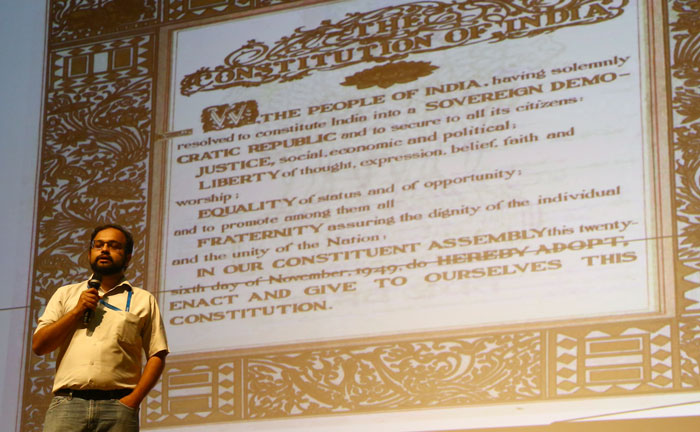 THE
CONSTITUTION OF INDIA
WE, THE PEOPLE OF INDIA, having solemnly
resolved to constitute India into a SOVEREIGN DEMO-
CRATIC REPUBLIC and to secure to all its citizens:
JUSTICE, social, economic and political;
LIBERTY of thought, expression, belief, faith and
worship;
EQUALITY of status and of opportunity;
and to promote among them all
FRATERNITY assuring the dignity of the individual
and the unity of the Nation;
IN OUR CONSTITUENT ASSEMBLY this twenty-
sixth day of November, 1949, do HEREBY ADOPT,
ENACT AND GIVE TO OURSELVES THIS
CONSTITUTION.